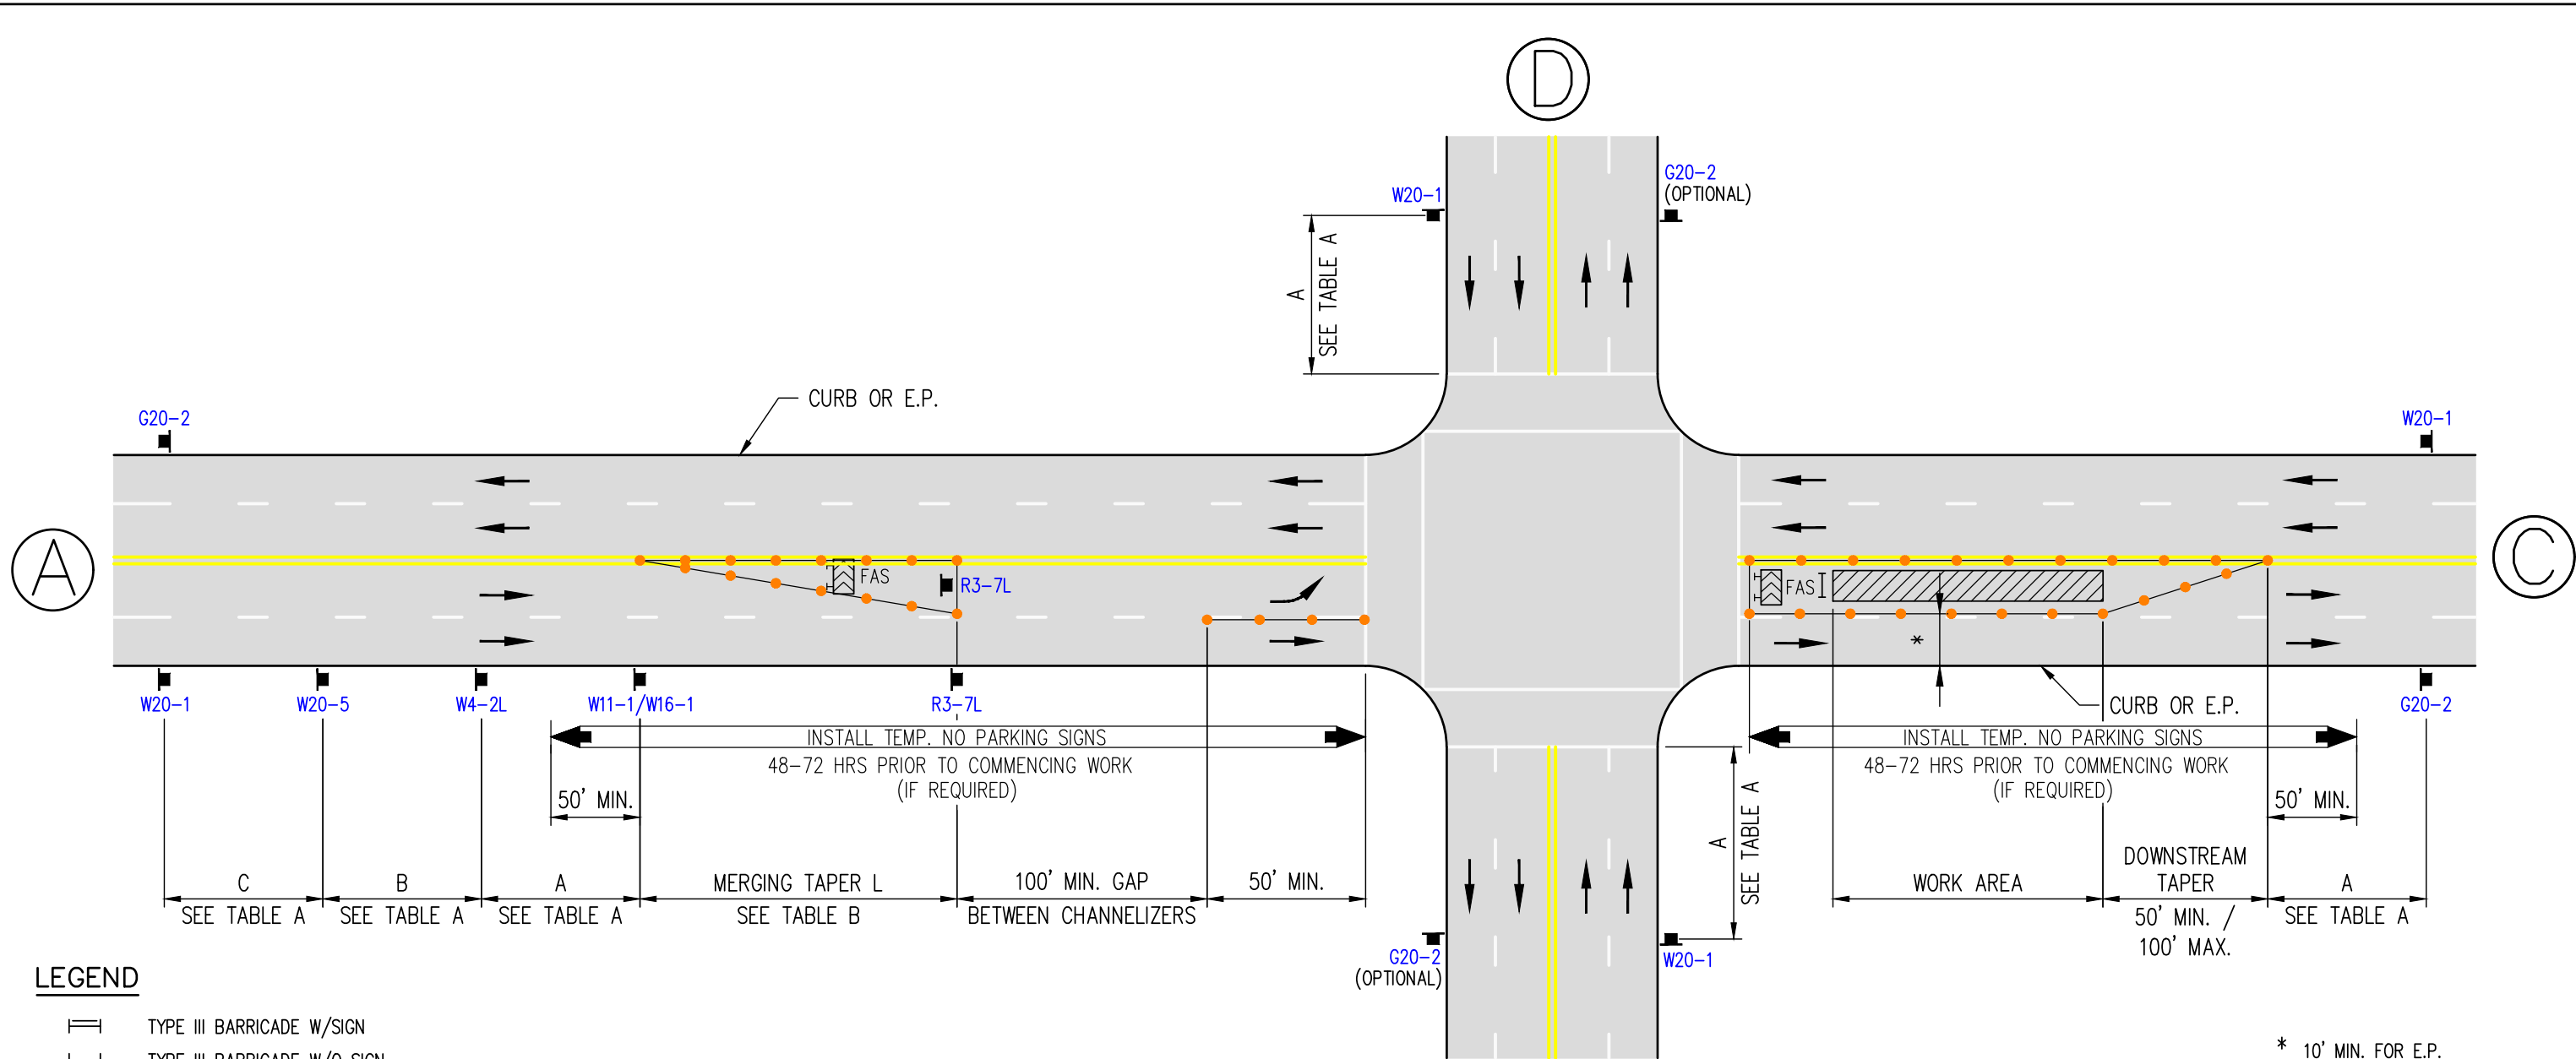 D
W20-1
G20-2
(OPTIONAL)
A
SEE TABLE A
CURB OR E.P.
G20-2
W20-1
A
C
FAS
R3-7L
FAS
*
W20-1
W20-5
W4-2L
W11-1/W16-1
R3-7L
CURB OR E.P.
G20-2
INSTALL TEMP. NO PARKING SIGNS
48-72 HRS PRIOR TO COMMENCING WORK
(IF REQUIRED)
INSTALL TEMP. NO PARKING SIGNS
48-72 HRS PRIOR TO COMMENCING WORK
(IF REQUIRED)
50' MIN.
A
SEE TABLE A
50' MIN.
C
SEE TABLE A
B
SEE TABLE A
A
SEE TABLE A
MERGING TAPER L
SEE TABLE B
100' MIN. GAP
BETWEEN CHANNELIZERS
50' MIN.
WORK AREA
DOWNSTREAM
TAPER
50' MIN. /
100' MAX.
A
SEE TABLE A
G20-2
(OPTIONAL)
W20-1
LEGEND
TYPE III BARRICADE W/SIGN
TYPE III BARRICADE W/O SIGN
* 10' MIN. FOR E.P.